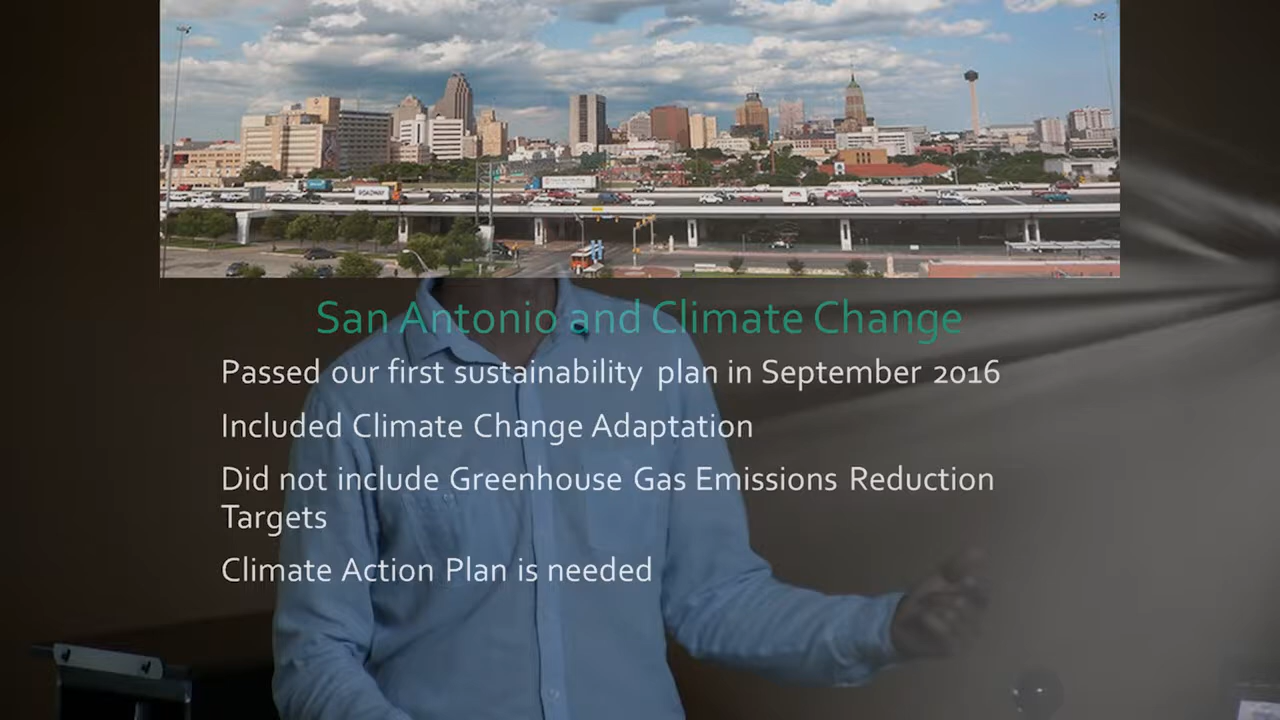 San Antonio and Climate Change
Passed our first sustainability plan in September 2016
Included Climate Change Adaptation
Did not include Greenhouse Gas Emissions Reduction
Targets
Climate Action Plan is needed